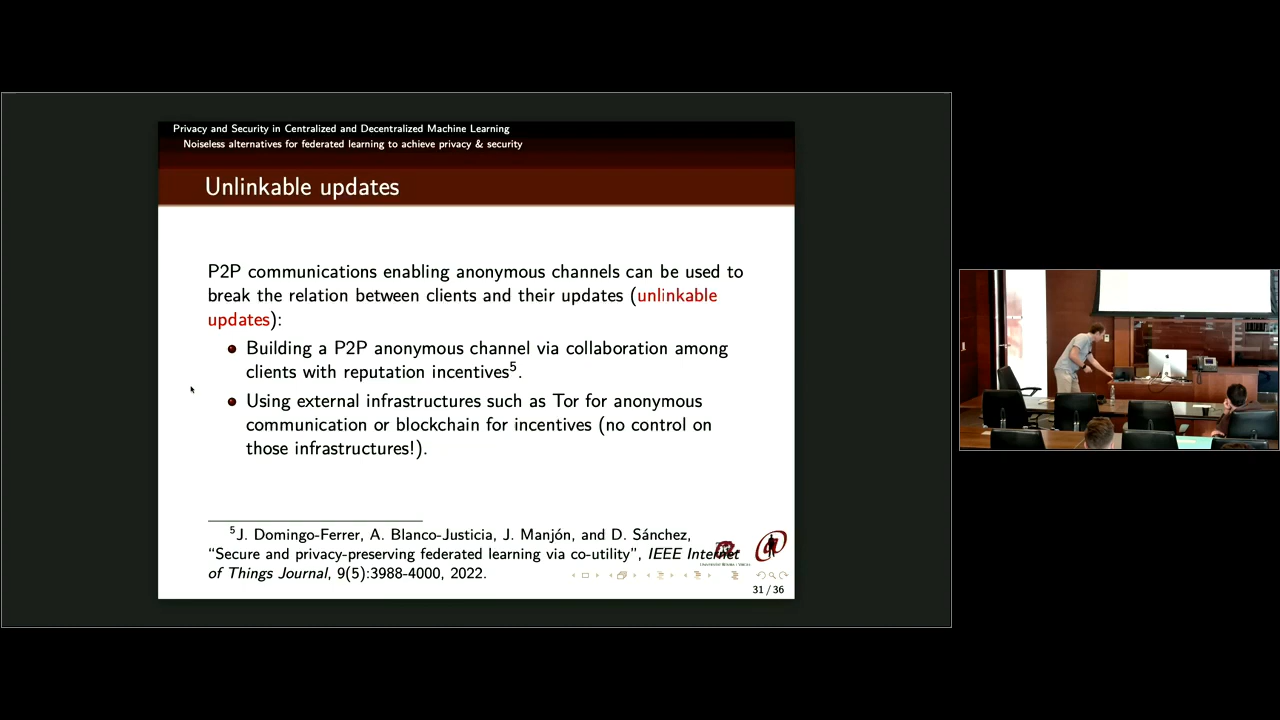 Privacy and Security in Centralized and Decentralized Machine Learning
Noiseless alternatives for federated learning to achieve privacy & security
Unlinkable updates
P2P communications enabling anonymous channels can be used to
break the relation between clients and their updates (unlinkable
updates):
Building a P2P anonymous channel via collaboration among
clients with reputation incentives5.
Using external infrastructures such as Tor for anonymous
communication or blockchain for incentives (no control on
those infrastructures!).
5J. Domingo-Ferrer, A. Blanco-Justicia, J. Manjón, and D. Sánchez,
“Secure and privacy-preserving federated learning via co-utility”, IEEE Internet
of Things Journal, 9(5):3988-4000, 2022.
31 / 36